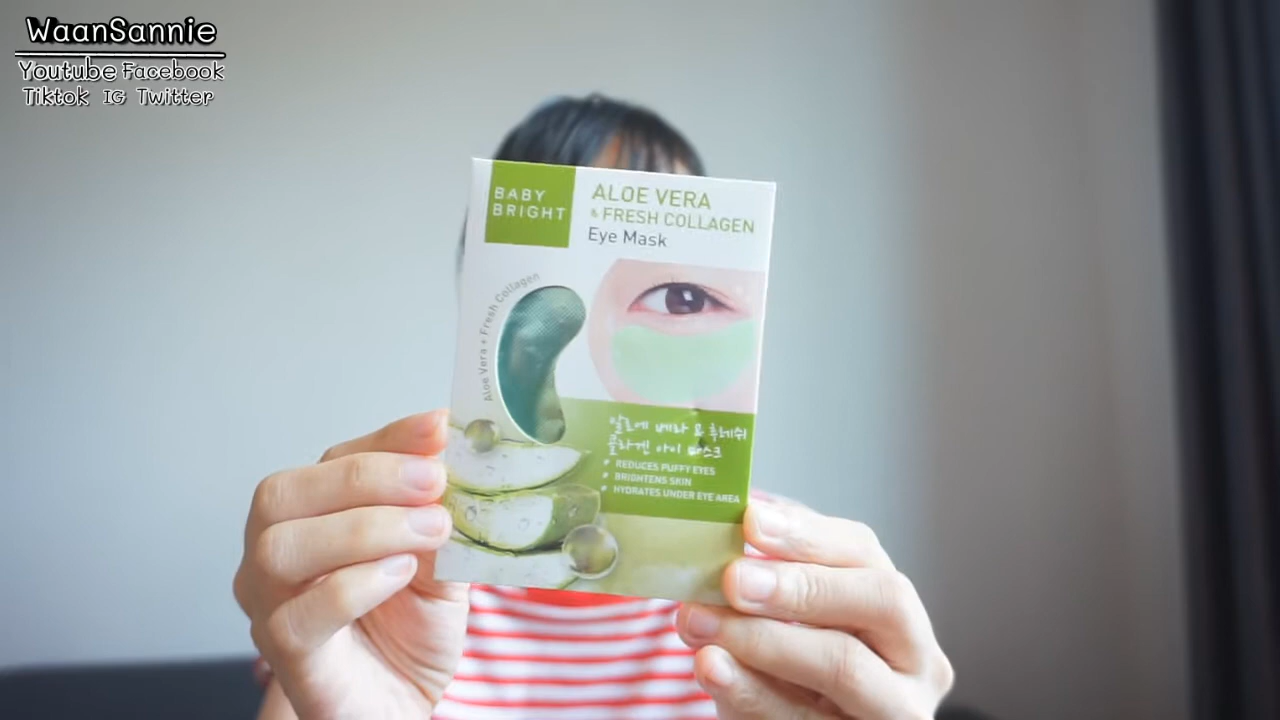 WaanSannie
Youtube Facebook
Tiktok IG Twitter
BABY
BRIGHT
ALOE VERA
& FRESH COLLAGEN
Eye Mask
Aloe Vera + Fresh Collagen
알로에 베라 & 후레쉬
콜라겐 아이 마스크
REDUCES PUFFY EYES
BRIGHTENS SKIN
HYDRATES UNDER EYE AREA